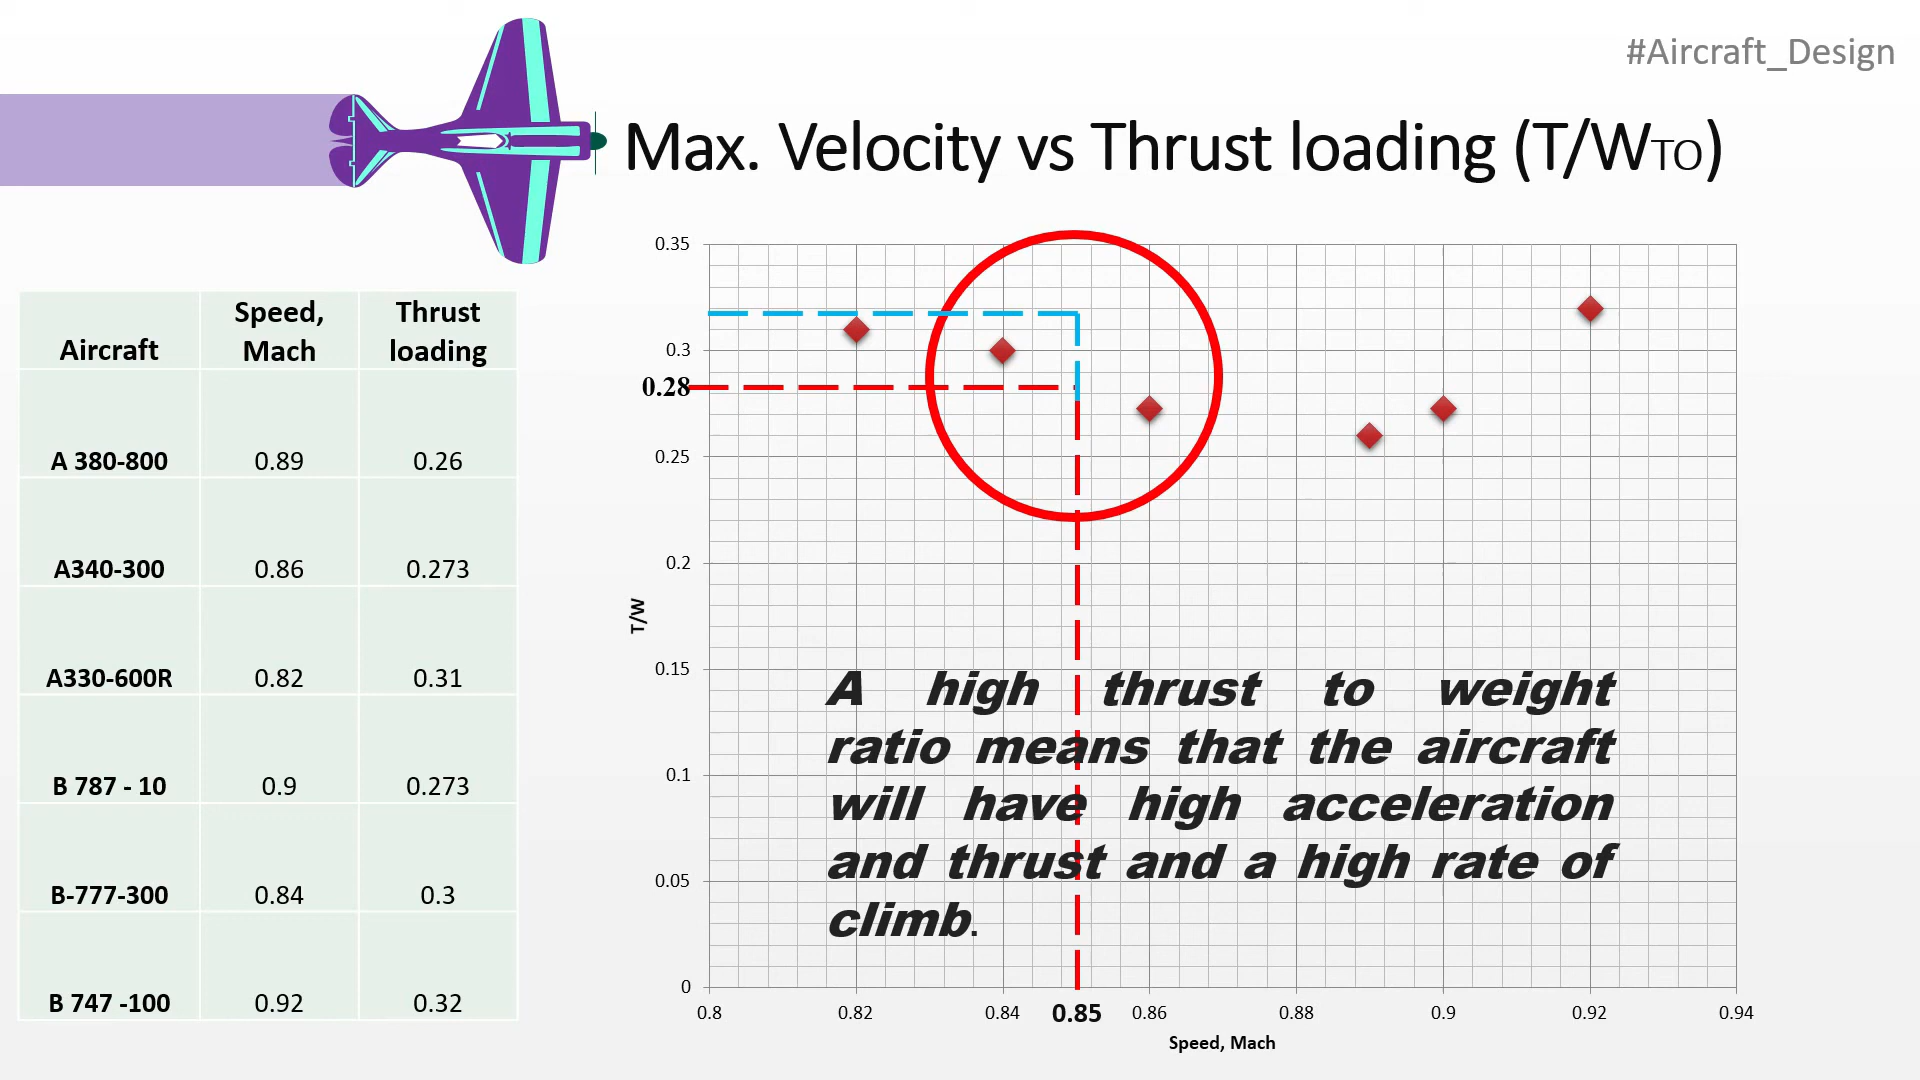 #Aircraft_Design
Max. Velocity vs Thrust loading (T/WTO)
Aircraft Speed, Mach Thrust loading
A 380-800 0.89 0.26
A340-300 0.86 0.273
A330-600R 0.82 0.31
B 787 - 10 0.9 0.273
B-777-300 0.84 0.3
B 747 -100 0.92 0.32
0.35
0.3
0.28
0.25
0.2
0.15
0.1
0.05
0
T/W
A high thrust to weight
ratio means that the aircraft
will have high acceleration
and thrust and a high rate of
climb.
0.8 0.82 0.84 0.85 0.86 0.88 0.9 0.92 0.94
Speed, Mach